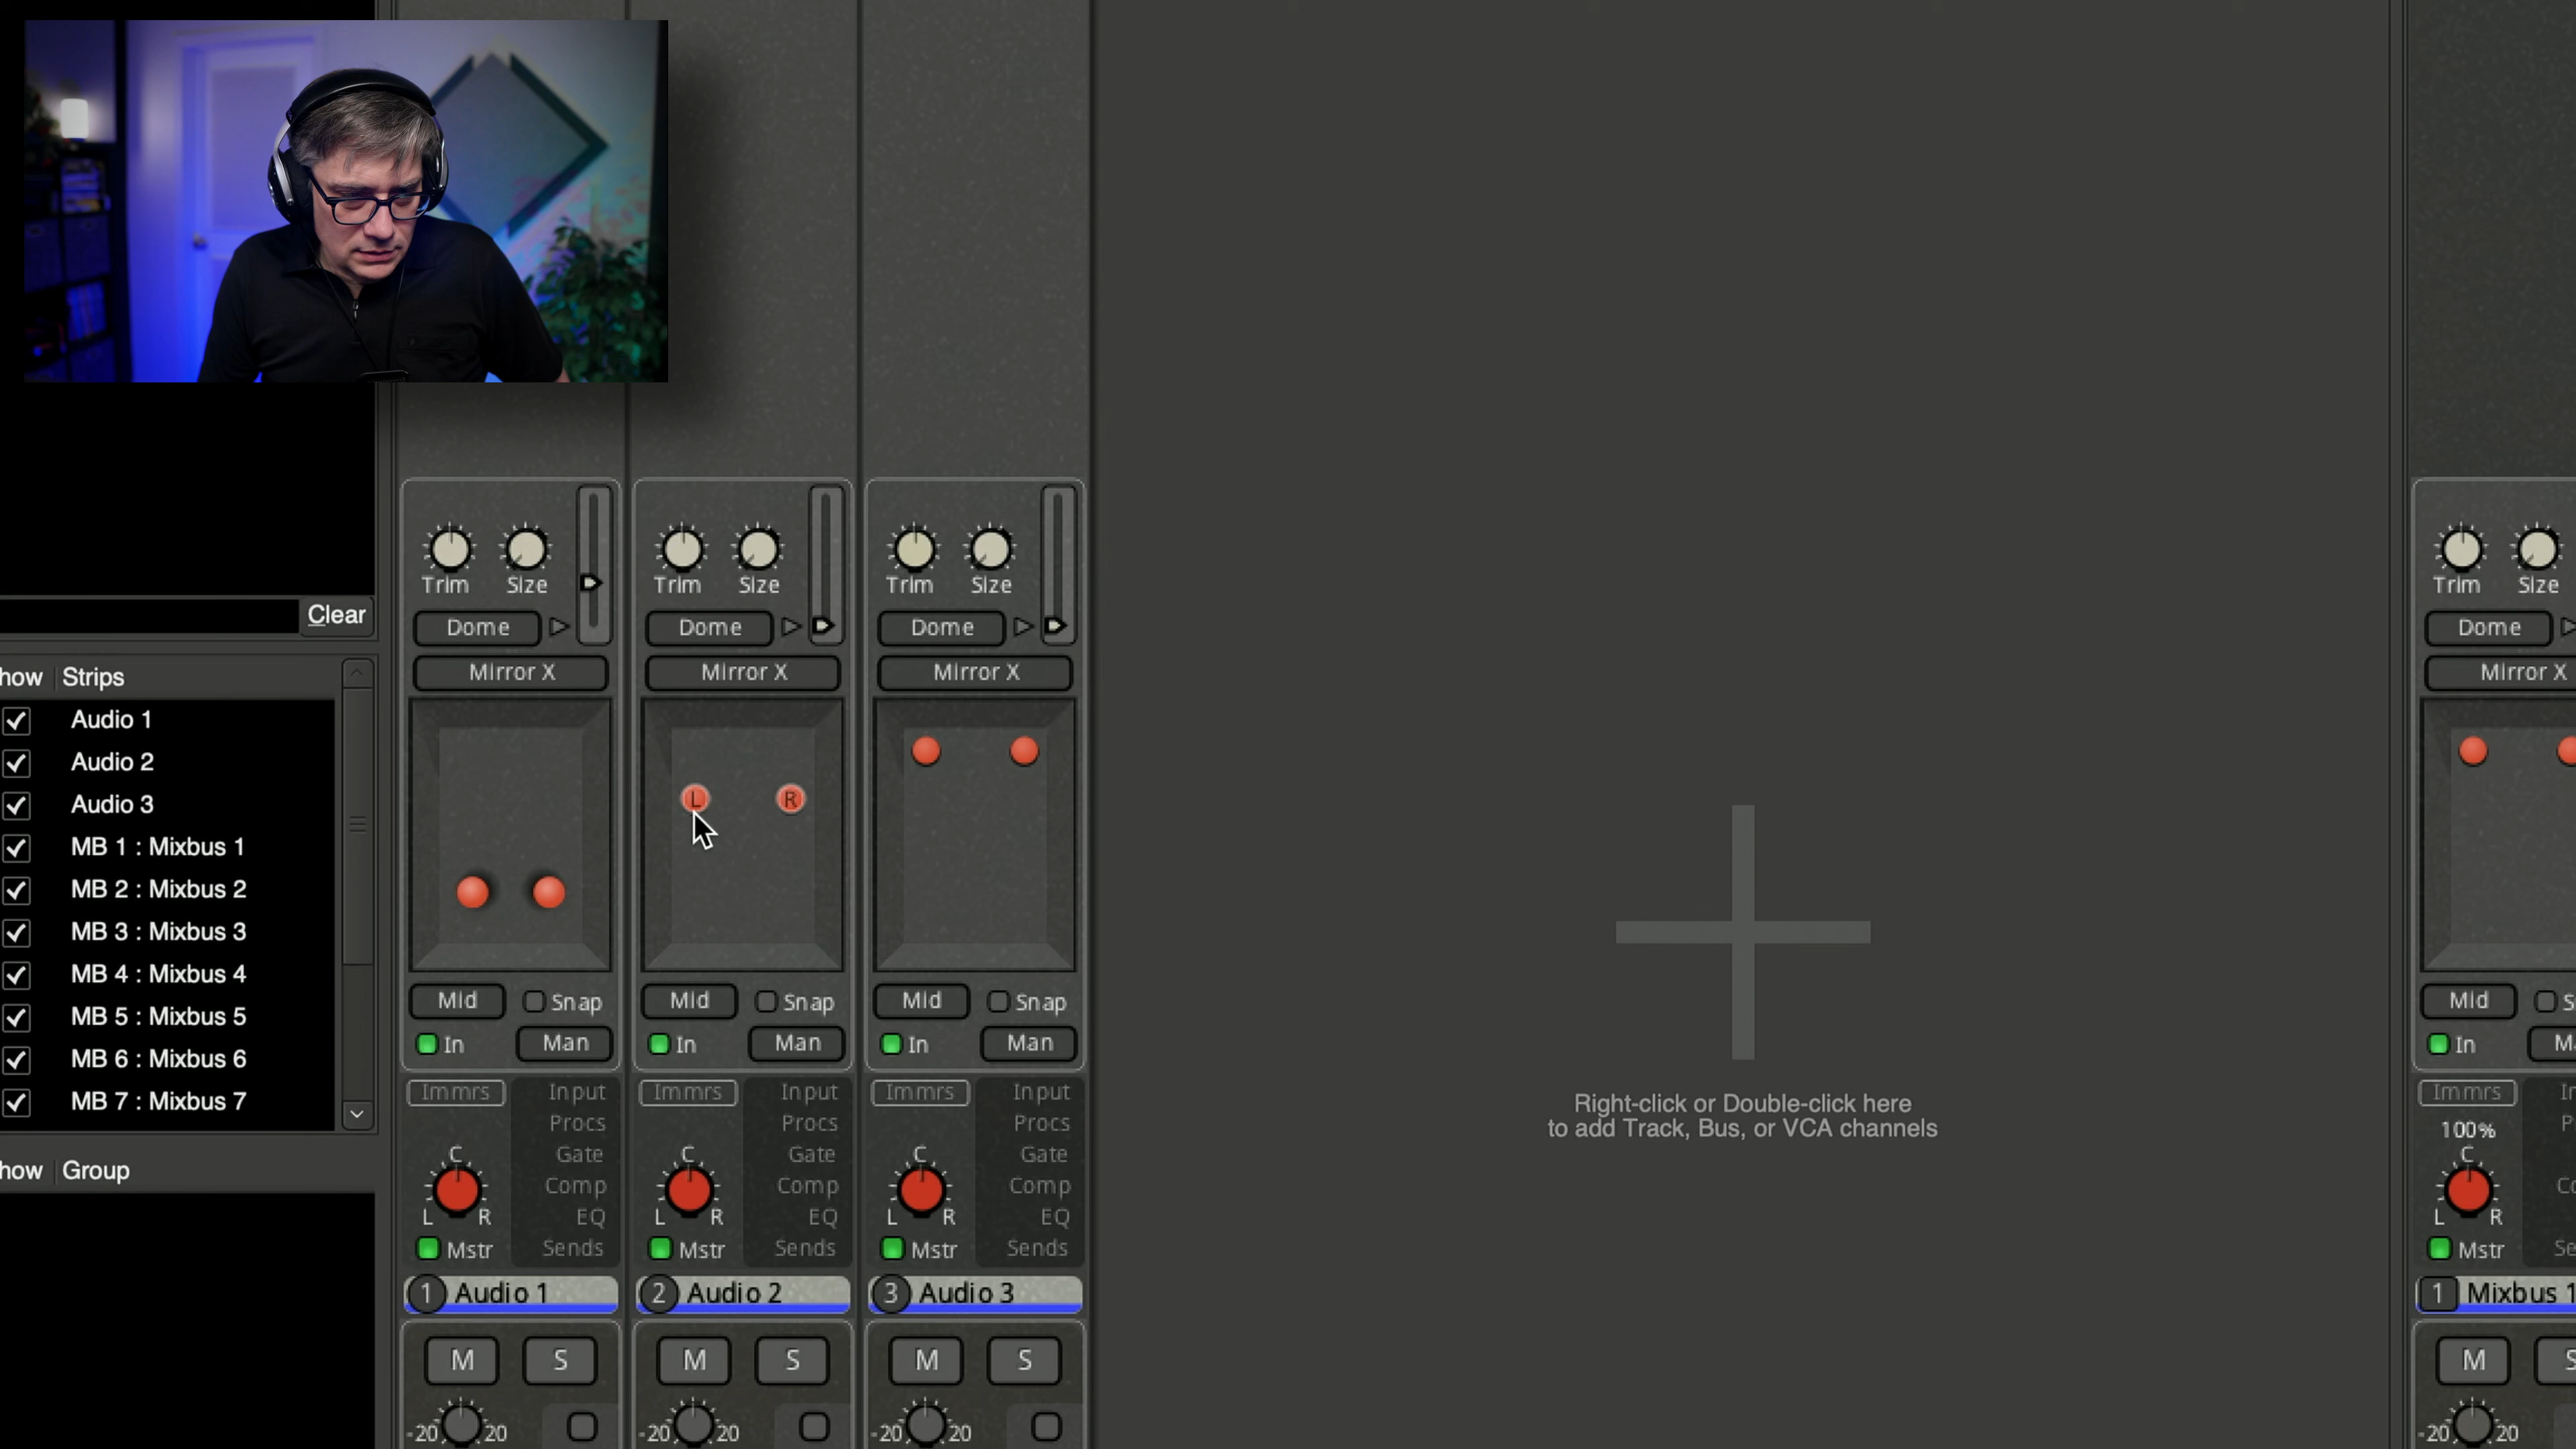 Clear
how Strips
Audio 1
Audio 2
Audio 3
MB 1 : Mixbus 1
MB 2 : Mixbus 2
MB 3 : Mixbus 3
MB 4 : Mixbus 4
MB 5 : Mixbus 5
MB 6 : Mixbus 6
MB 7 : Mixbus 7
how Group
Trim Size
Dome
Mirror X
Mid Snap
In Man
Immrs Input
Procs
Gate
Comp
EQ
Sends
C
L R
Mstr
1 Audio 1
M S
-20 20
Trim Size
Dome
Mirror X
L R
Mid Snap
In Man
Immrs Input
Procs
Gate
Comp
EQ
Sends
C
L R
Mstr
2 Audio 2
M S
-20 20
Trim Size
Dome
Mirror X
Mid Snap
In Man
Immrs Input
Procs
Gate
Comp
EQ
Sends
C
L R
Mstr
3 Audio 3
M S
-20 20
Right-click or Double-click here
to add Track, Bus, or VCA channels
Trim Size
Dome
Mirror X
Mid S
In M
Immrs In
100% P
C
Co
L R
Mstr Se
1 Mixbus 1
M S
-20 20